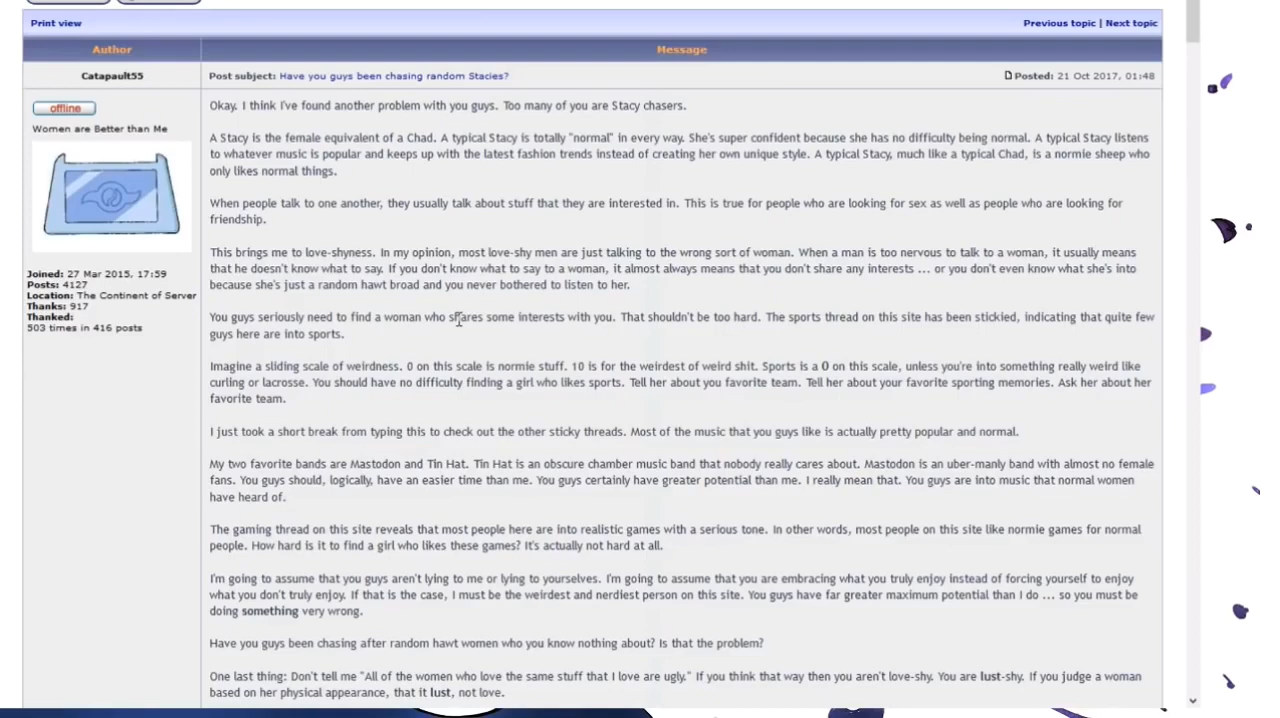 Print view
Previous topic | Next topic
Author
Message
Catapault55
Post subject: Have you guys been chasing random Stacies?
Posted: 21 Oct 2017, 01:48
offline
Women are Better than Me
Joined: 27 Mar 2015, 17:59
Posts: 4127
Location: The Continent of Server
Thanks: 917
Thanked:
503 times in 416 posts
Okay. I think I've found another problem with you guys. Too many of you are Stacy chasers.
A Stacy is the female equivalent of a Chad. A typical Stacy is totally "normal" in every way. She's super confident because she has no difficulty being normal. A typical Stacy listens
to whatever music is popular and keeps up with the latest fashion trends instead of creating her own unique style. A typical Stacy, much like a typical Chad, is a normie sheep who
only likes normal things.
When people talk to one another, they usually talk about stuff that they are interested in. This is true for people who are looking for sex as well as people who are looking for
friendship.
This brings me to love-shyness. In my opinion, most love-shy men are just talking to the wrong sort of woman. When a man is too nervous to talk to a woman, it usually means
that he doesn't know what to say. If you don't know what to say to a woman, it almost always means that you don't share any interests ... or you don't even know what she's into
because she's just a random hawt broad and you never bothered to listen to her.
You guys seriously need to find a woman who shares some interests with you. That shouldn't be too hard. The sports thread on this site has been stickied, indicating that quite few
guys here are into sports.
Imagine a sliding scale of weirdness. 0 on this scale is normie stuff. 10 is for the weirdest of weird shit. Sports is a 0 on this scale, unless you're into something really weird like
curling or lacrosse. You should have no difficulty finding a girl who likes sports. Tell her about you favorite team. Tell her about your favorite sporting memories. Ask her about her
favorite team.
I just took a short break from typing this to check out the other sticky threads. Most of the music that you guys like is actually pretty popular and normal.
My two favorite bands are Mastodon and Tin Hat. Tin Hat is an obscure chamber music band that nobody really cares about. Mastodon is an uber-manly band with almost no female
fans. You guys should, logically, have an easier time than me. You guys certainly have greater potential than me. I really mean that. You guys are into music that normal women
have heard of.
The gaming thread on this site reveals that most people here are into realistic games with a serious tone. In other words, most people on this site like normie games for normal
people. How hard is it to find a girl who likes these games? It's actually not hard at all.
I'm going to assume that you guys aren't lying to me or lying to yourselves. I'm going to assume that you are embracing what you truly enjoy instead of forcing yourself to enjoy
what you don't truly enjoy. If that is the case, I must be the weirdest and nerdiest person on this site. You guys have far greater maximum potential than I do ... so you must be
doing something very wrong.
Have you guys been chasing after random hawt women who you know nothing about? Is that the problem?
One last thing: Don't tell me "All of the women who love the same stuff that I love are ugly." If you think that way then you aren't love-shy. You are lust-shy. If you judge a woman
based on her physical appearance, that it lust, not love.